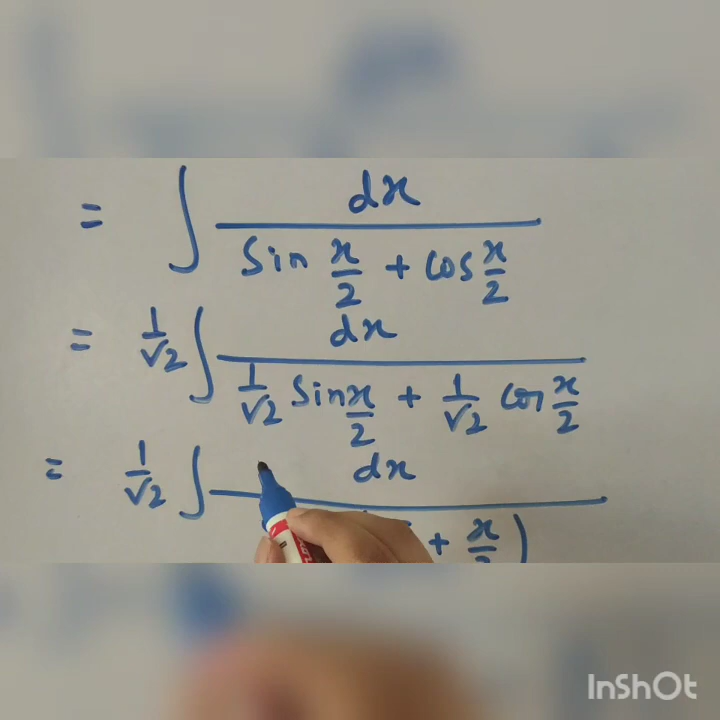 = ∫ dx / (Sin x/2 + Cos x/2)
= 1/√2 ∫ dx / (1/√2 Sin x/2 + 1/√2 Cos x/2)
= 1/√2 ∫ dx / + x/2 )
InShOt